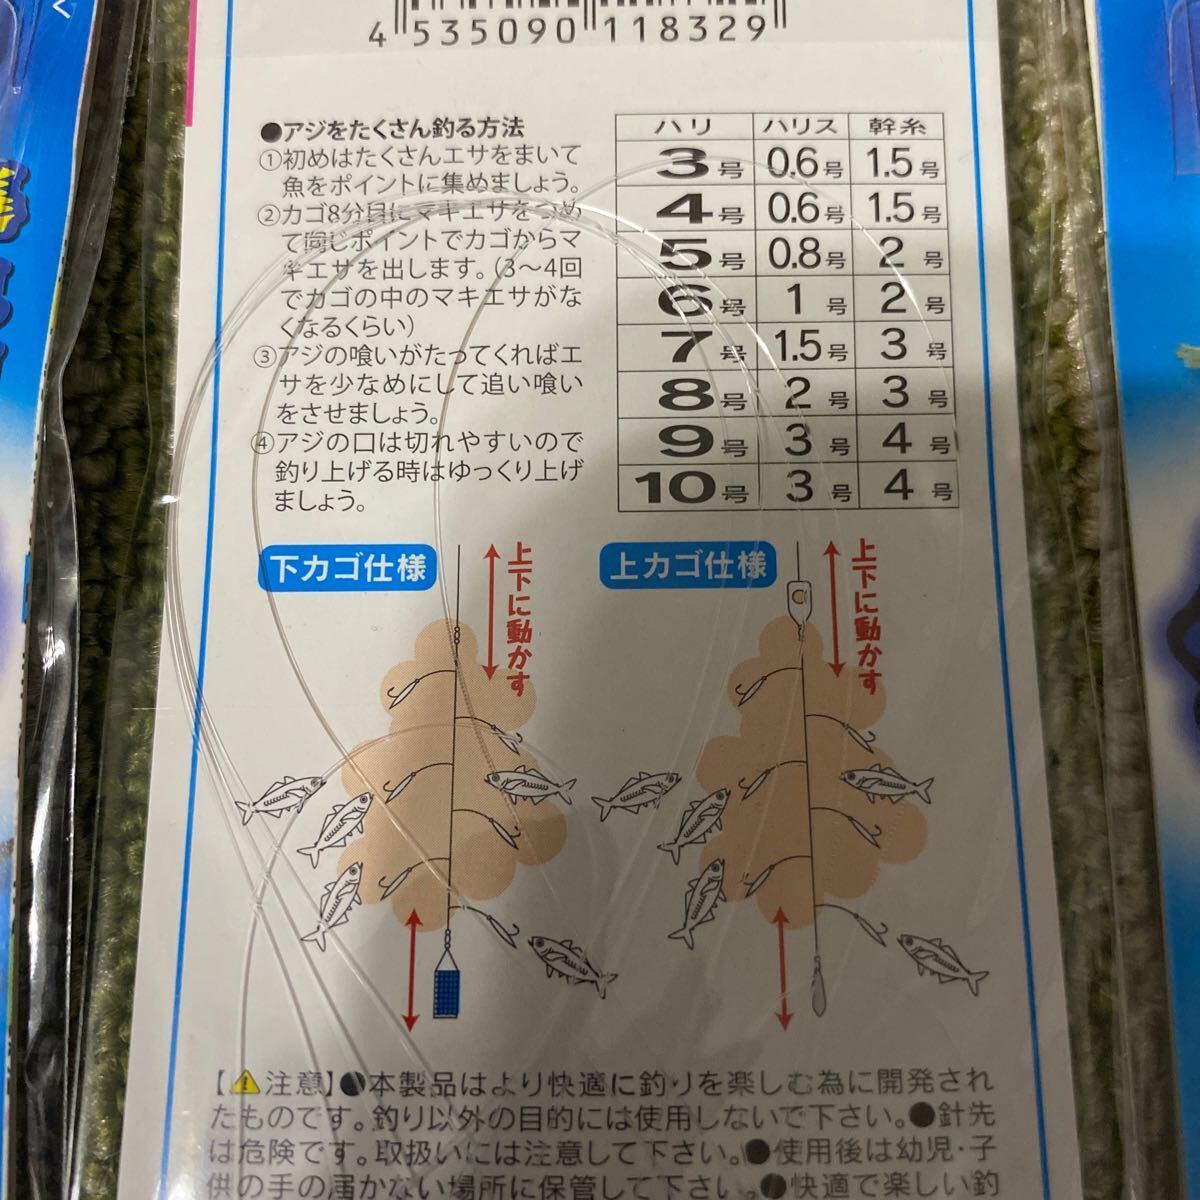 4 535090 118329
●アジをたくさん釣る方法
①初めはたくさんエサをまいて
魚をポイントに集めましょう。
②カゴ8分目にマキエサをつめ
て同じポイントでカゴからマ
キエサを出します。(3〜4回
でカゴの中のマキエサがな
くなるくらい)
③アジの喰いがたってくればエ
サを少なめにして追い喰い
をさせましょう。
④アジの口は切れやすいので
釣り上げる時はゆっくり上げ
ましょう。
ハリ ハリス 幹糸
3号 0.6号 1.5号
4号 0.6号 1.5号
5号 0.8号 2号
6号 1号 2号
7号 1.5号 3号
8号 2号 3号
9号 3号 4号
10号 3号 4号
下カゴ仕様
上下に動かす
上カゴ仕様
上下に動かす
【⚠注意】●本製品はより快適に釣りを楽しむ為に開発され
たものです。釣り以外の目的には使用しないで下さい。●針先
は危険です。取扱いには注意して下さい。●使用後は幼児・子
供の手の届かない場所に保管して下さい。●快適で楽しい釣